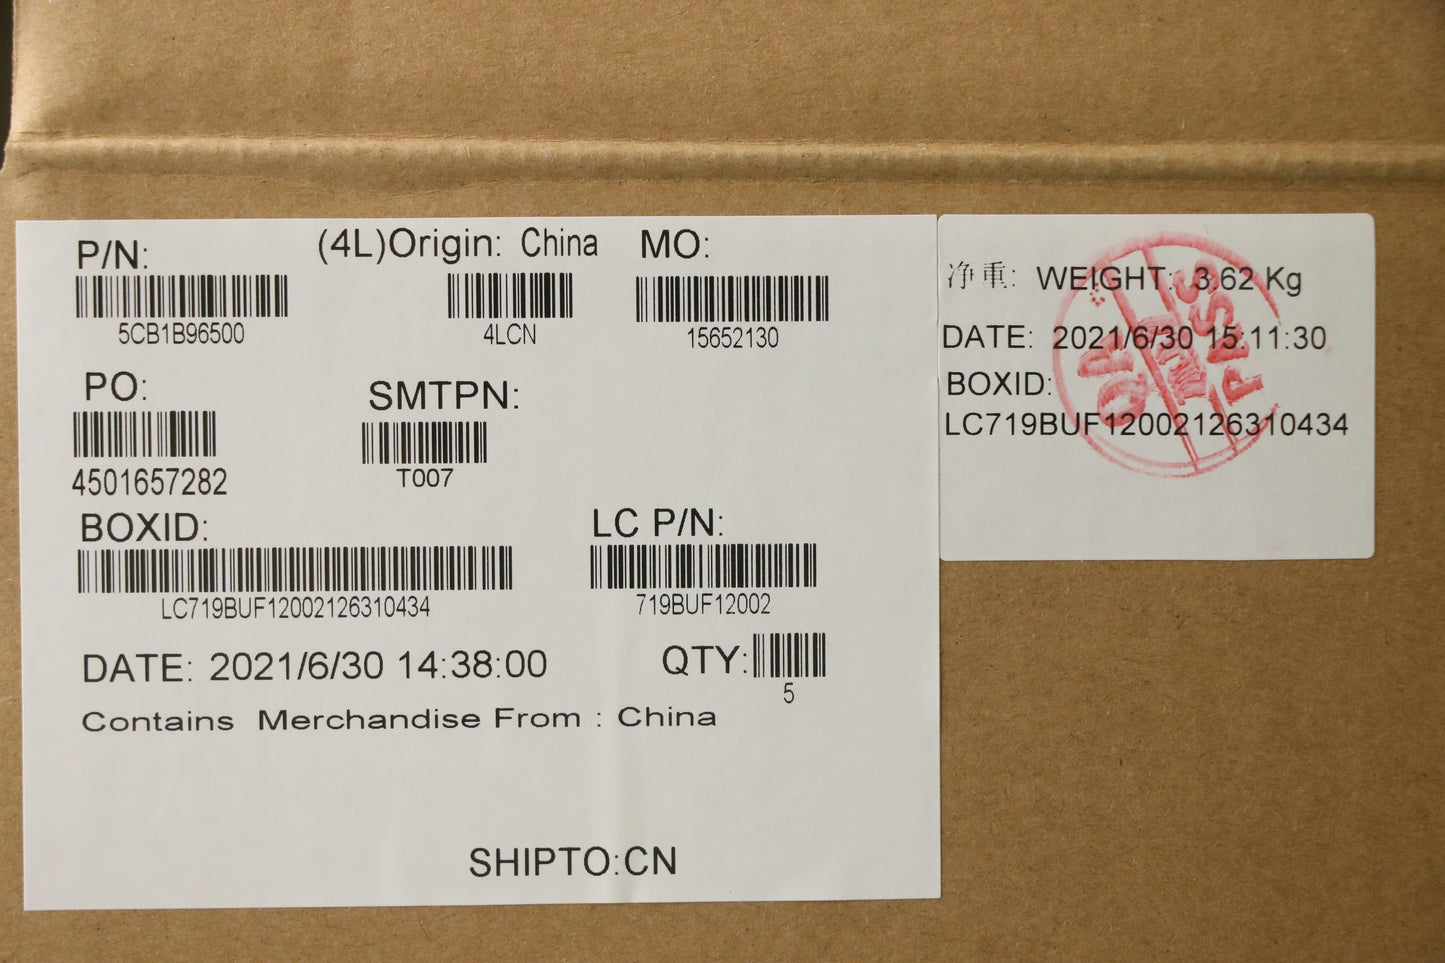 P/N:
5CB1B96500
(4L)Origin: China
4LCN
MO:
15652130
PO:
4501657282
SMTPN:
T007
BOXID:
LC719BUF12002126310434
LC P/N:
719BUF12002
DATE: 2021/6/30 14:38:00
QTY:
5
Contains Merchandise From : China
SHIPTO:CN
净重: WEIGHT: 3.62 Kg
DATE: 2021/6/30 15:11:30
BOXID:
LC719BUF12002126310434
QA
PASS